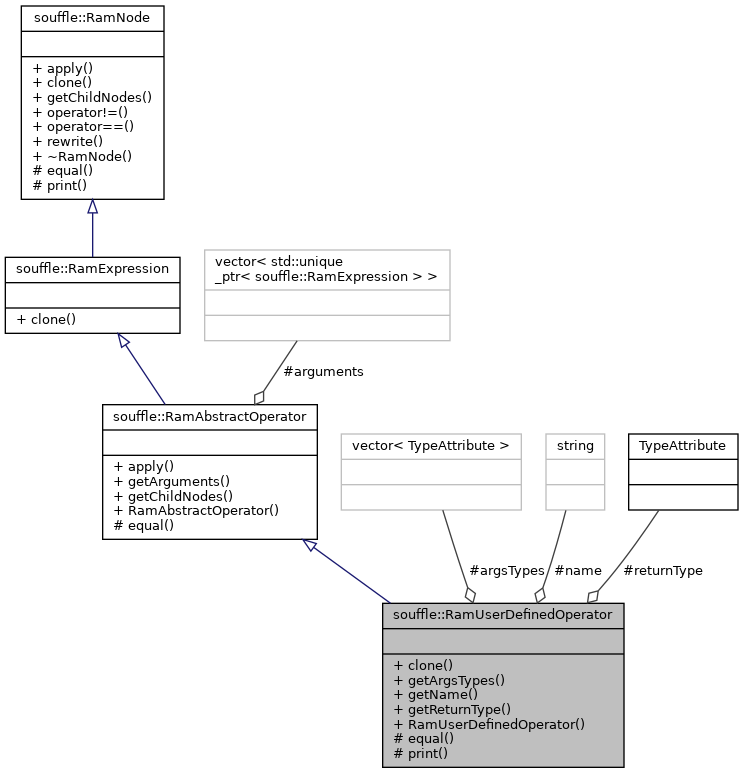 souffle::RamNode
+ apply()
+ clone()
+ getChildNodes()
+ operator!=()
+ operator==()
+ rewrite()
+ ~RamNode()
# equal()
# print()
souffle::RamExpression
+ clone()
vector< std::unique
_ptr< souffle::RamExpression > >
#arguments
souffle::RamAbstractOperator
+ apply()
+ getArguments()
+ getChildNodes()
+ RamAbstractOperator()
# equal()
vector< TypeAttribute >
string
TypeAttribute
#argsTypes
#name
#returnType
souffle::RamUserDefinedOperator
+ clone()
+ getArgsTypes()
+ getName()
+ getReturnType()
+ RamUserDefinedOperator()
# equal()
# print()